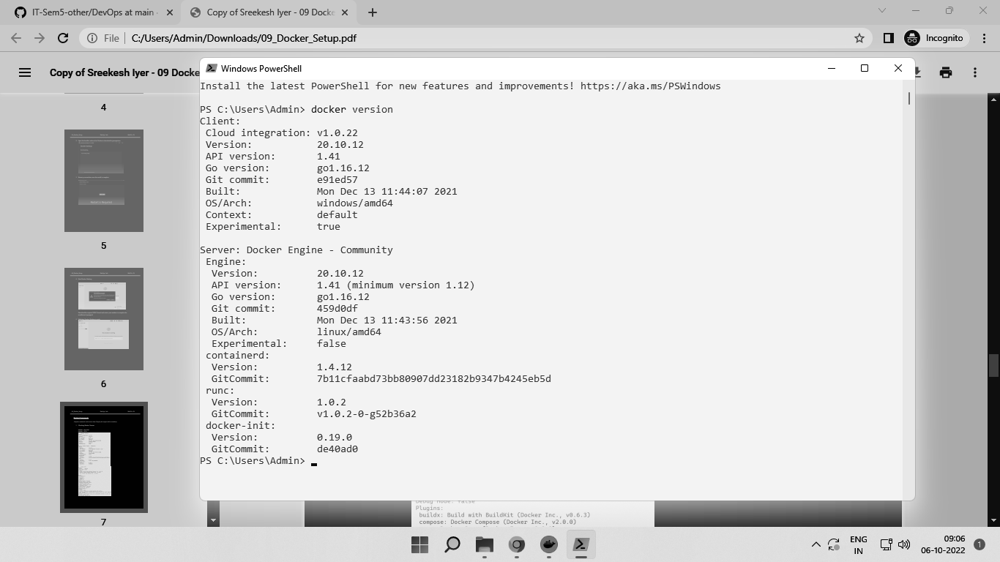 IT-Sem5-other/DevOps at main
Copy of Sreekesh Iyer - 09 Docke
File
C:/Users/Admin/Downloads/09_Docker_Setup.pdf
Incognito
Copy of Sreekesh Iyer - 09 Docke
4
5
6
7
Windows PowerShell
Install the latest PowerShell for new features and improvements! https://aka.ms/PSWindows
PS C:\Users\Admin> docker version
Client:
Cloud integration: v1.0.22
Version: 20.10.12
API version: 1.41
Go version: go1.16.12
Git commit: e91ed57
Built: Mon Dec 13 11:44:07 2021
OS/Arch: windows/amd64
Context: default
Experimental: true
Server: Docker Engine - Community
Engine:
Version: 20.10.12
API version: 1.41 (minimum version 1.12)
Go version: go1.16.12
Git commit: 459d0df
Built: Mon Dec 13 11:43:56 2021
OS/Arch: linux/amd64
Experimental: false
containerd:
Version: 1.4.12
GitCommit: 7b11cfaabd73bb80907dd23182b9347b4245eb5d
runc:
Version: 1.0.2
GitCommit: v1.0.2-0-g52b36a2
docker-init:
Version: 0.19.0
GitCommit: de40ad0
PS C:\Users\Admin>
Debug Mode: false
Plugins:
buildx: Build with BuildKit (Docker Inc., v0.6.3)
compose: Docker Compose (Docker Inc., v2.0.0)
ENG
IN
09:06
06-10-2022
1